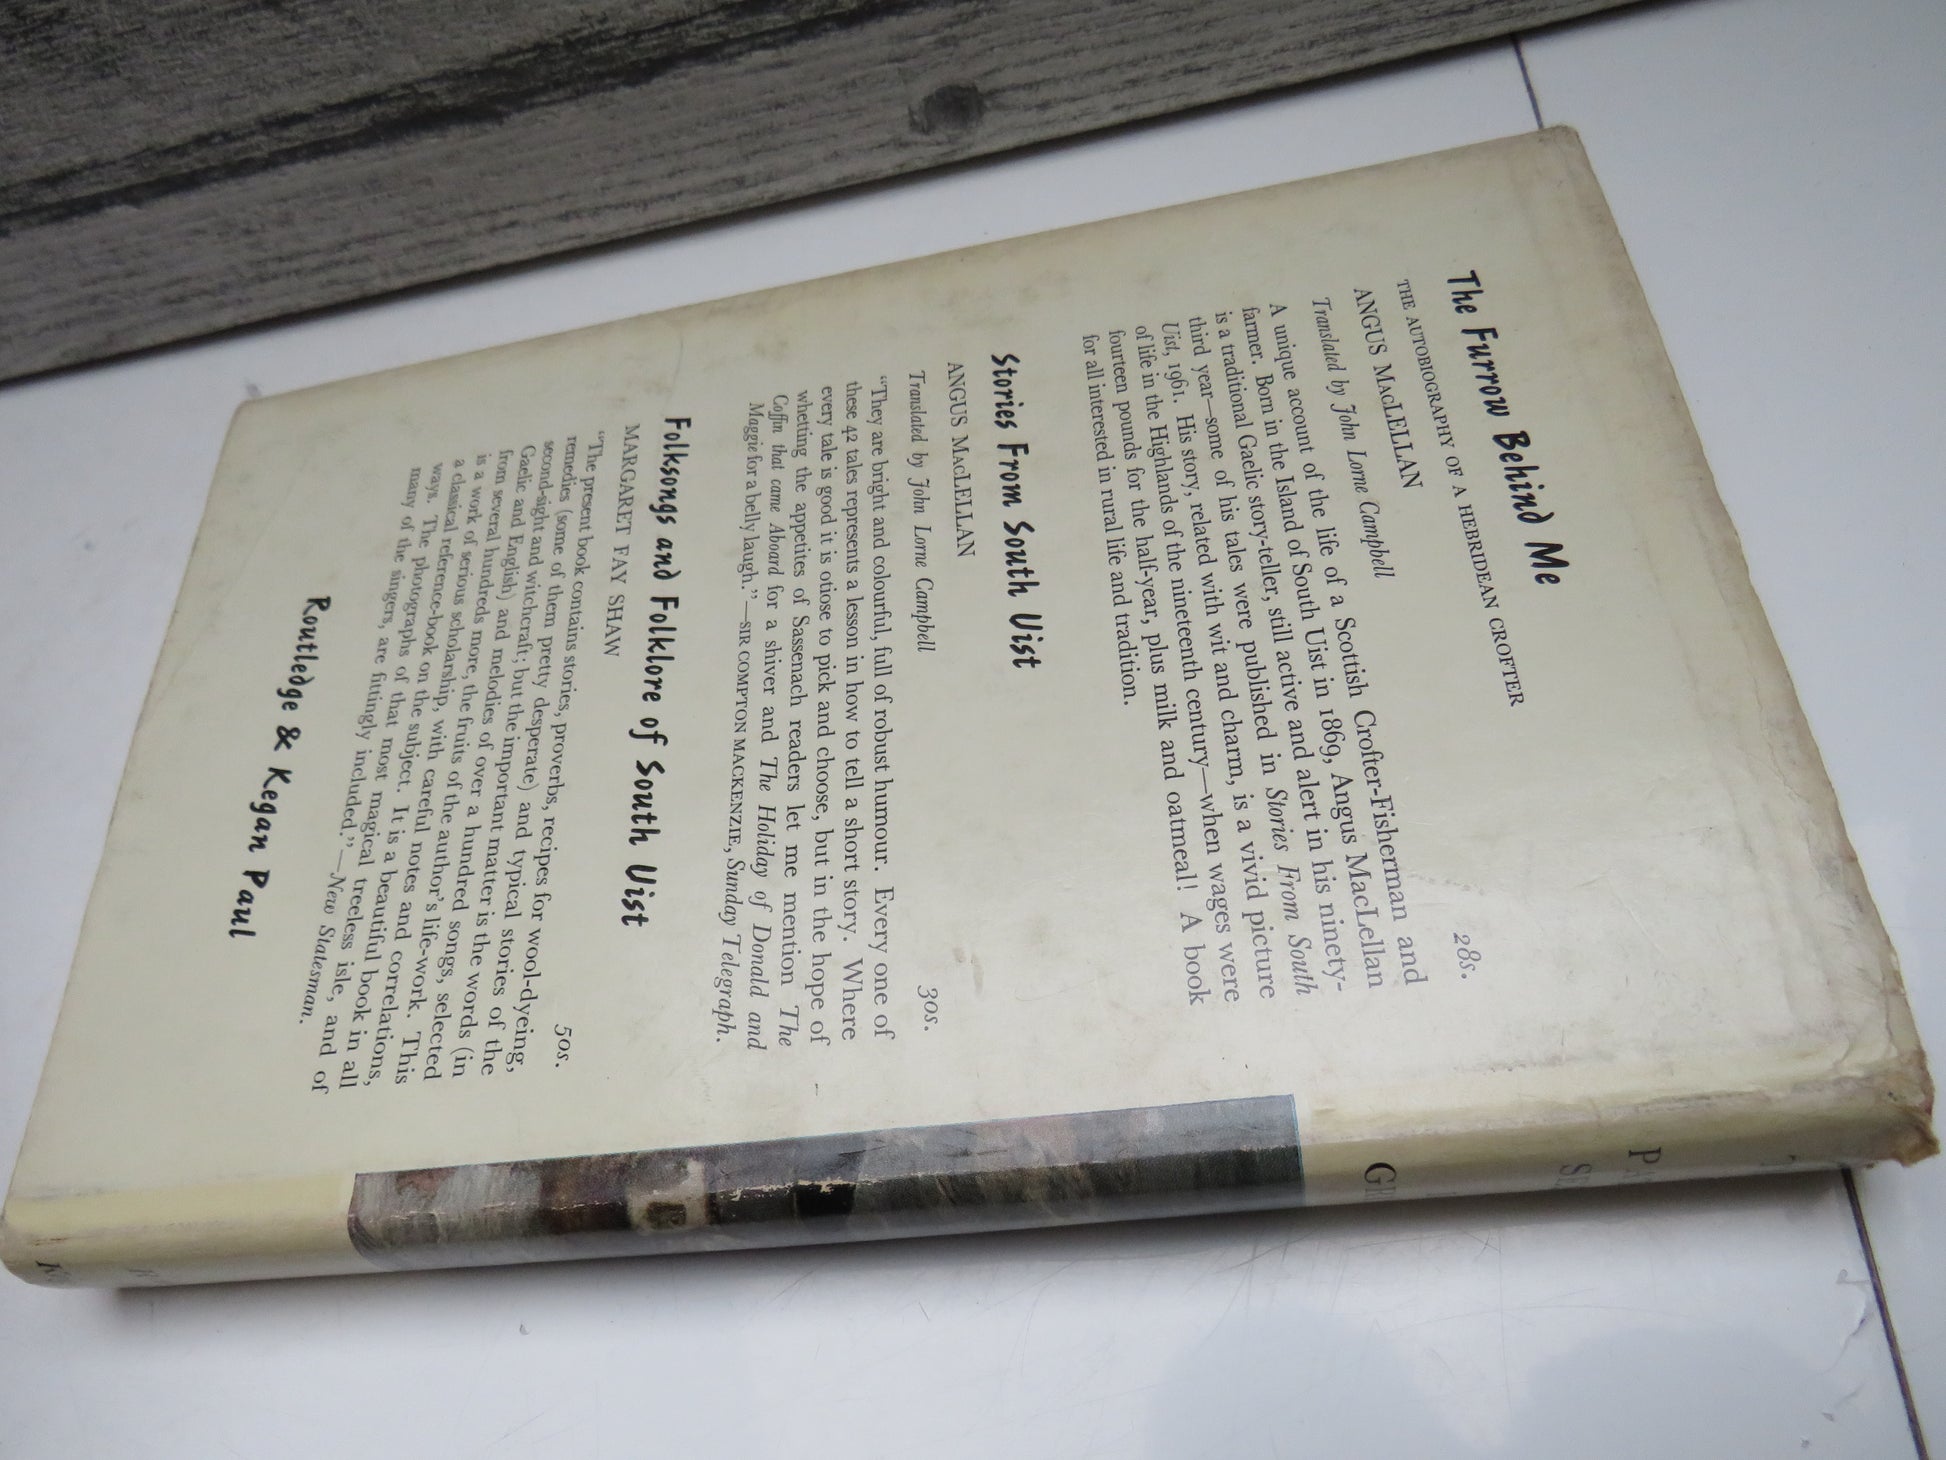 The Furrow Behind Me
THE AUTOBIOGRAPHY OF A HEBRIDEAN CROFTER
ANGUS MACLELLAN
Translated by John Lorne Campbell
28s.
A unique account of the life of a Scottish Crofter-Fisherman and
farmer. Born in the Island of South Uist in 1869, Angus MacLellan
is a traditional Gaelic story-teller, still active and alert in his ninety-
third year—some of his tales were published in Stories From South
Uist, 1961. His story, related with wit and charm, is a vivid picture
of life in the Highlands of the nineteenth century—when wages were
fourteen pounds for the half-year, plus milk and oatmeal! A book
for all interested in rural life and tradition.
Stories From South Uist
ANGUS MACLELLAN
Translated by John Lorne Campbell
30s.
“They are bright and colourful, full of robust humour. Every one of
these 42 tales represents a lesson in how to tell a short story. Where
every tale is good it is otiose to pick and choose, but in the hope of
whetting the appetites of Sassenach readers let me mention The
Coffin that came Aboard for a shiver and The Holiday of Donald and
Maggie for a belly laugh.”—SIR COMPTON MACKENZIE, Sunday Telegraph.
Folksongs and Folklore of South Uist
MARGARET FAY SHAW
50s.
“The present book contains stories, proverbs, recipes for wool-dyeing,
remedies (some of them pretty desperate) and typical stories of the
second-sight and witchcraft; but the important matter is the words (in
Gaelic and English) and melodies of over a hundred songs, selected
from several hundreds more, the fruits of the author's life-work. This
is a work of serious scholarship, with careful notes and correlations,
a classical reference-book on the subject. It is a beautiful book in all
ways. The photographs of that most magical treeless isle, and of
many of the singers, are fittingly included.”—New Statesman.
Routledge & Kegan Paul